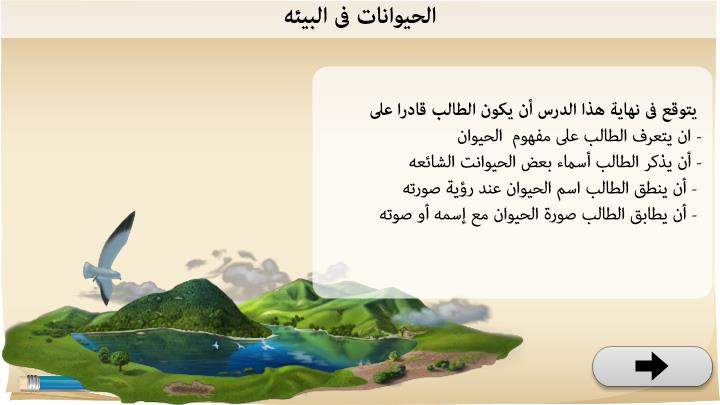 الحيوانات فى البيئه
يتوقع فى نهاية هذا الدرس أن يكون الطالب قادرا على
- ان يتعرف الطالب على مفهوم الحيوان
- أن يذكر الطالب أسماء بعض الحيوانت الشائعه
- أن ينطق الطالب اسم الحيوان عند رؤية صورته
- أن يطابق الطالب صورة الحيوان مع إسمه أو صوته